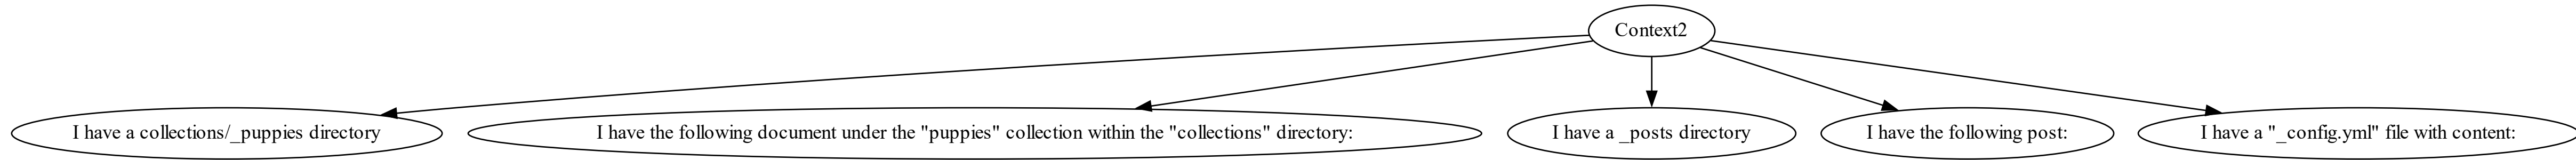 Context2
I have a collections/_puppies directory
I have the following document under the "puppies" collection within the "collections" directory:
I have a _posts directory
I have the following post:
I have a "_config.yml" file with content: